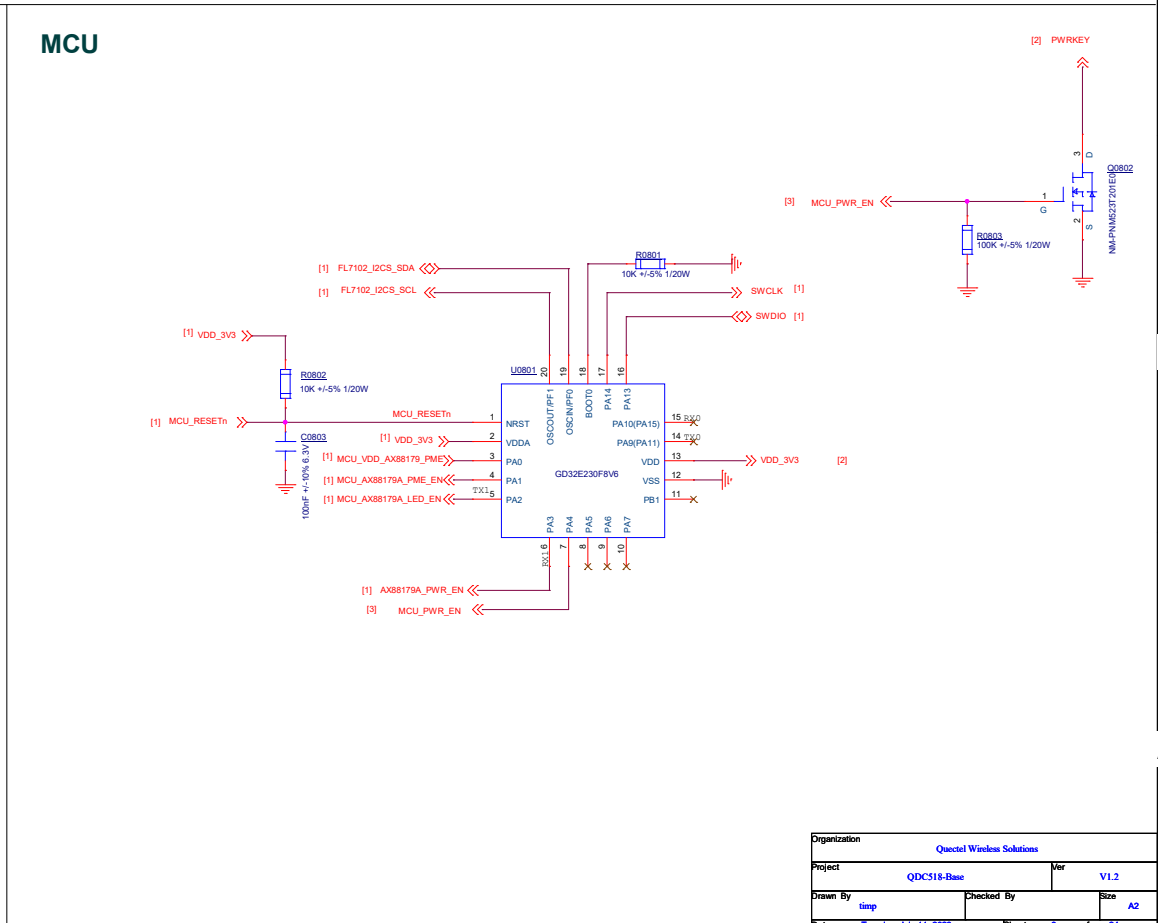 MCU
[2] PWRKEY
3 D
Q0802
NM-PNM523T201E0
[3] MCU_PWR_EN
1
G
2 S
R0803
100K +/-5% 1/20W
R0801
10K +/-5% 1/20W
[1] FL7102_I2CS_SDA
[1] FL7102_I2CS_SCL
SWCLK [1]
SWDIO [1]
[1] VDD_3V3
R0802
10K +/-5% 1/20W
[1] MCU_RESETn
MCU_RESETn
C0803
100nF +/-10% 6.3V
U0801
20 19 18 17 16
OSCOUT/PF1
OSCIN/PF0
BOOT0
PA14
PA13
1 NRST
[1] VDD_3V3 2 VDDA
[1] MCU_VDD_AX88179_PME 3 PA0
[1] MCU_AX88179A_PME_EN 4 PA1
[1] MCU_AX88179A_LED_EN TX1 5 PA2
GD32E230F8V6
PA10(PA15) 15 RX0
PA9(PA11) 14 TX0
VDD 13 VDD_3V3 [2]
VSS 12
PB1 11
PA3
PA4
PA5
PA6
PA7
RX1 6 7 8 9 10
[1] AX88179A_PWR_EN
[3] MCU_PWR_EN
Organization
Quectel Wireless Solutions
Project
QDC518-Base
Ver
V1.2
Drawn By
timp
Checked By
Size
A2